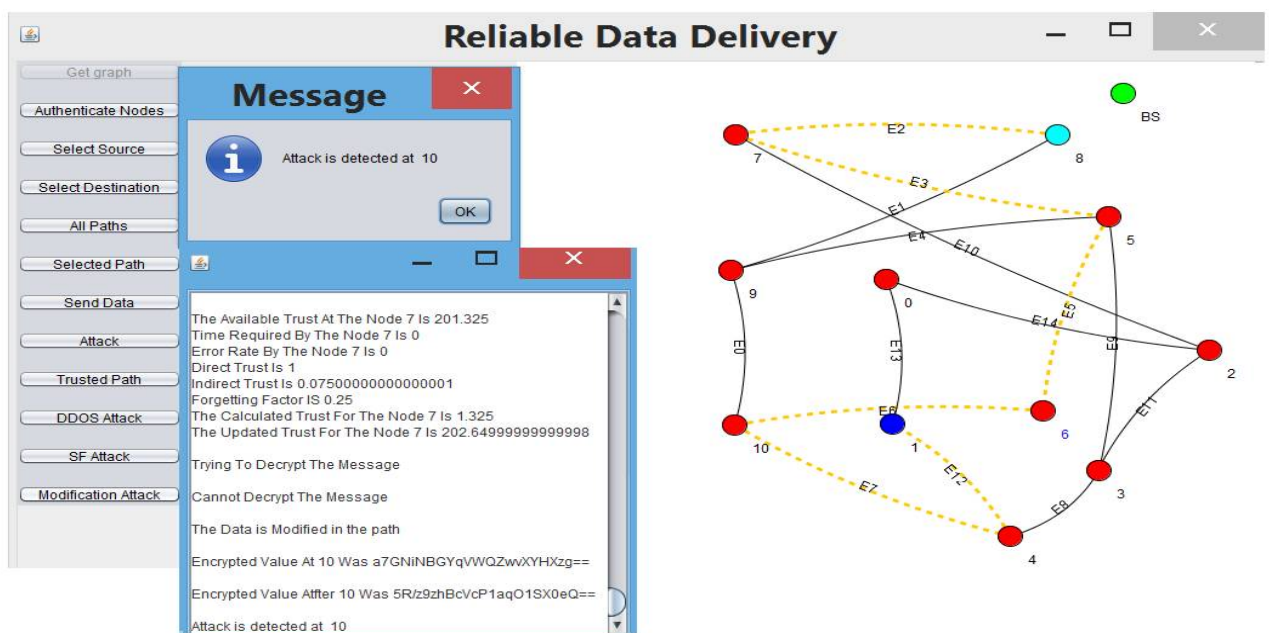 Reliable Data Delivery
Get graph
Authenticate Nodes
Select Source
Select Destination
All Paths
Selected Path
Send Data
Attack
Trusted Path
DDOS Attack
SF Attack
Modification Attack
Message
Attack is detected at 10
OK
The Available Trust At The Node 7 Is 201.325
Time Required By The Node 7 Is 0
Error Rate By The Node 7 Is 0
Direct Trust Is 1
Indirect Trust Is 0.07500000000000001
Forgetting Factor IS 0.25
The Calculated Trust For The Node 7 Is 1.325
The Updated Trust For The Node 7 Is 202.64999999999998
Trying To Decrypt The Message
Cannot Decrypt The Message
The Data is Modified in the path
Encrypted Value At 10 Was a7GNiNBGYqVWQZwvXYHXzg==
Encrypted Value Atfter 10 Was 5R/z9zhBcVcP1aqO1SX0eQ==
Attack is detected at 10
BS
E2
7
8
E3
E1
E4
E10
5
9
0
E5
E14
E0
E13
E9
2
E6
E11
10
1
6
E12
E7
3
E8
4